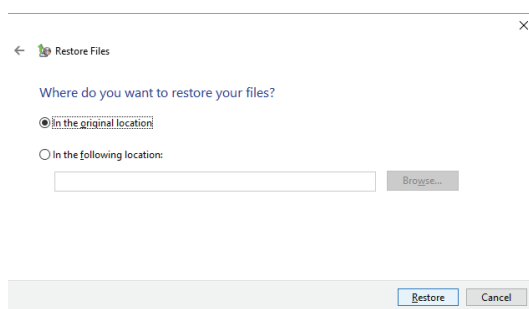 Restore Files
Where do you want to restore your files?
In the original location
In the following location:
Browse...
Restore Cancel